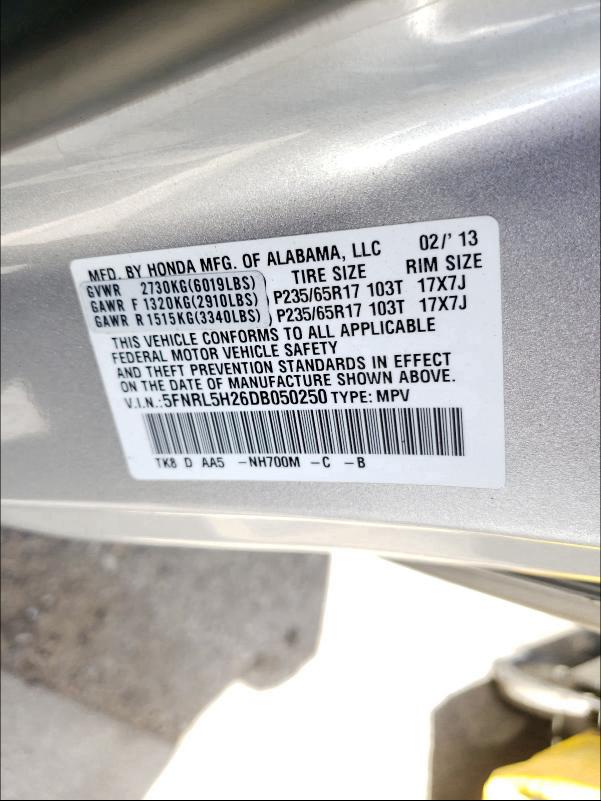 MFD. BY HONDA MFG. OF ALABAMA, LLC 02/'13
GVWR 2730KG(6019LBS) TIRE SIZE RIM SIZE
GAWR F 1320KG(2910LBS) P235/65R17 103T 17X7J
GAWR R 1515KG(3340LBS) P235/65R17 103T 17X7J
THIS VEHICLE CONFORMS TO ALL APPLICABLE
FEDERAL MOTOR VEHICLE SAFETY
AND THEFT PREVENTION STANDARDS IN EFFECT
ON THE DATE OF MANUFACTURE SHOWN ABOVE.
V.I.N.:5FNRL5H26DB050250 TYPE: MPV
TK8 D AA5 -NH700M -C -B